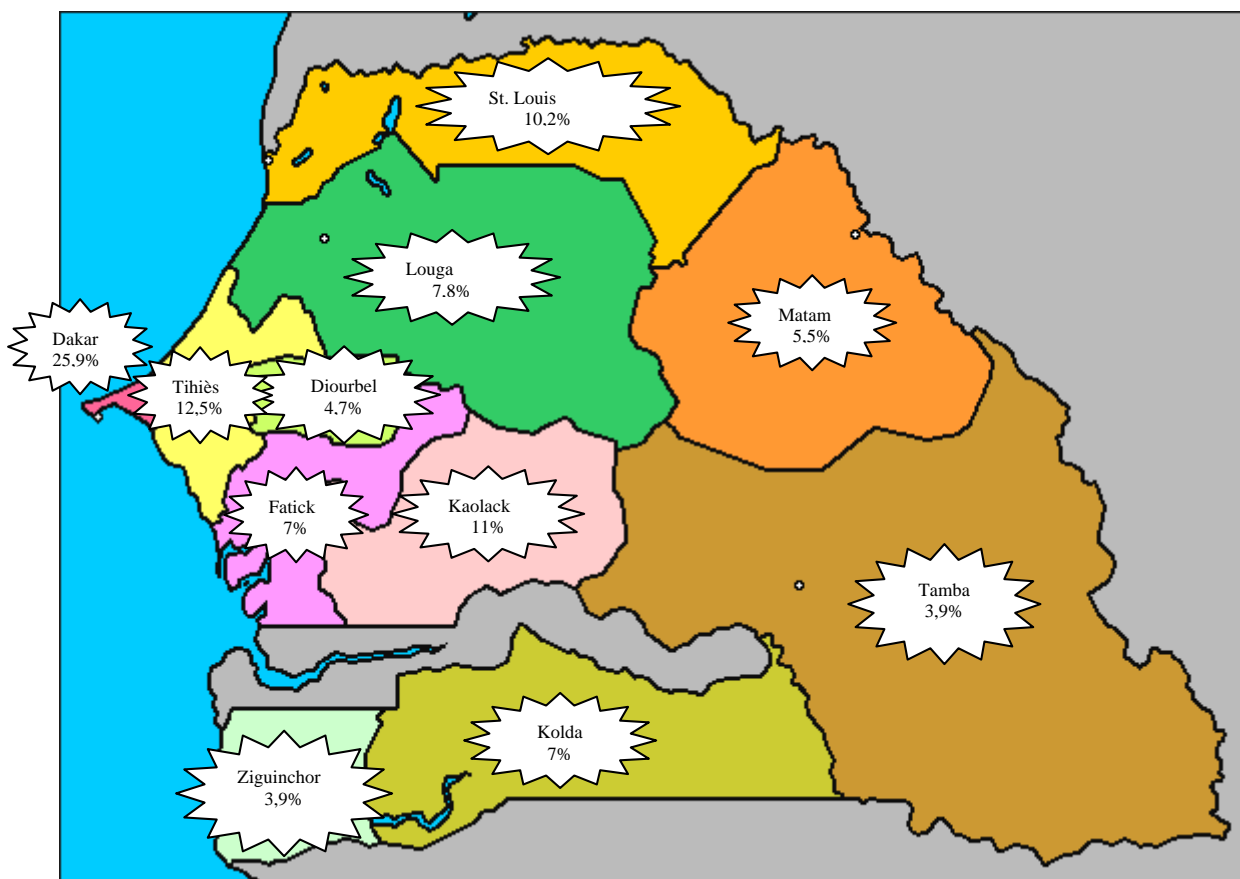 St. Louis
10,2%
Louga
7.8%
Matam
5.5%
Dakar
25,9%
Tihiès
12,5%
Diourbel
4.7%
Fatick
7%
Kaolack
11%
Tamba
3,9%
Kolda
7%
Ziguinchor
3,9%